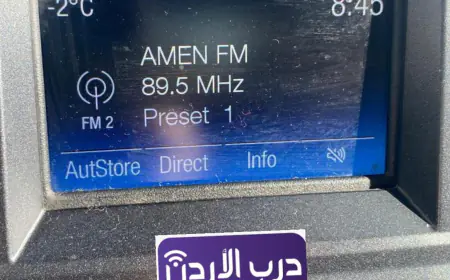 -2°C 8:45
AMEN FM
89.5 MHz
FM 2
Preset 1
AutStore Direct Info
درب الأردن